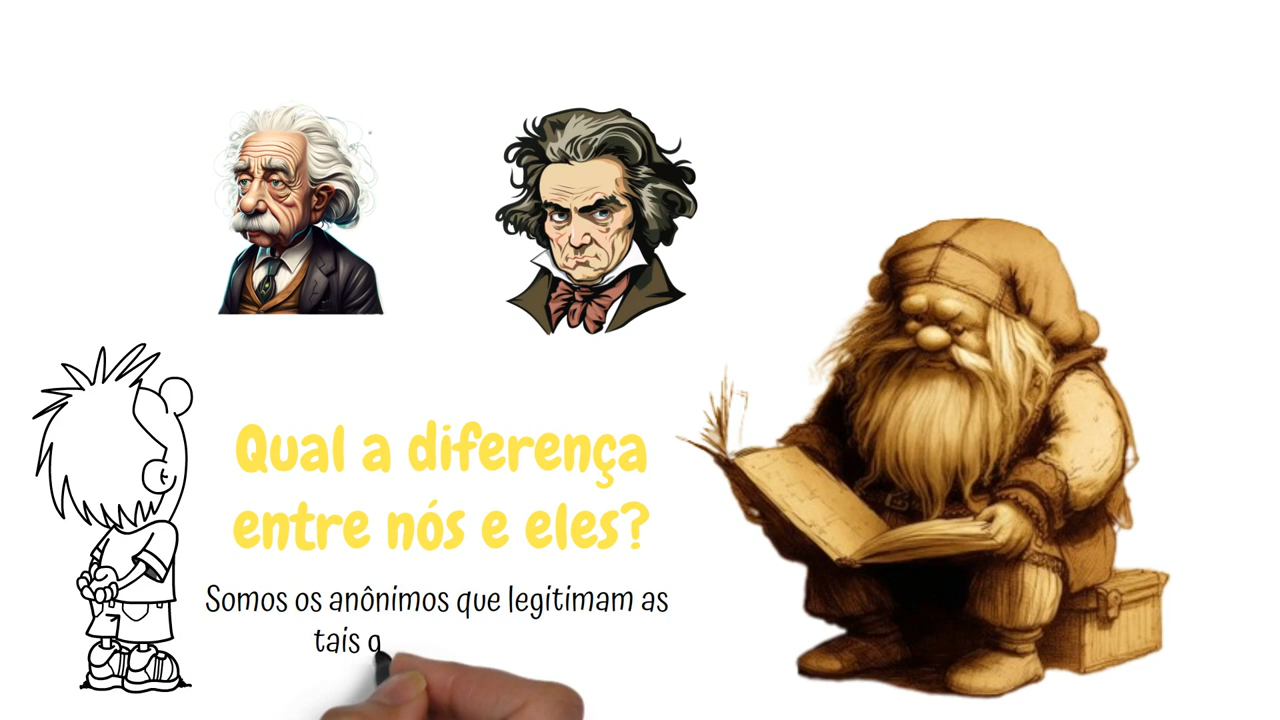 Qual a diferença
entre nós e eles?
Somos os anônimos que legitimam as
tais